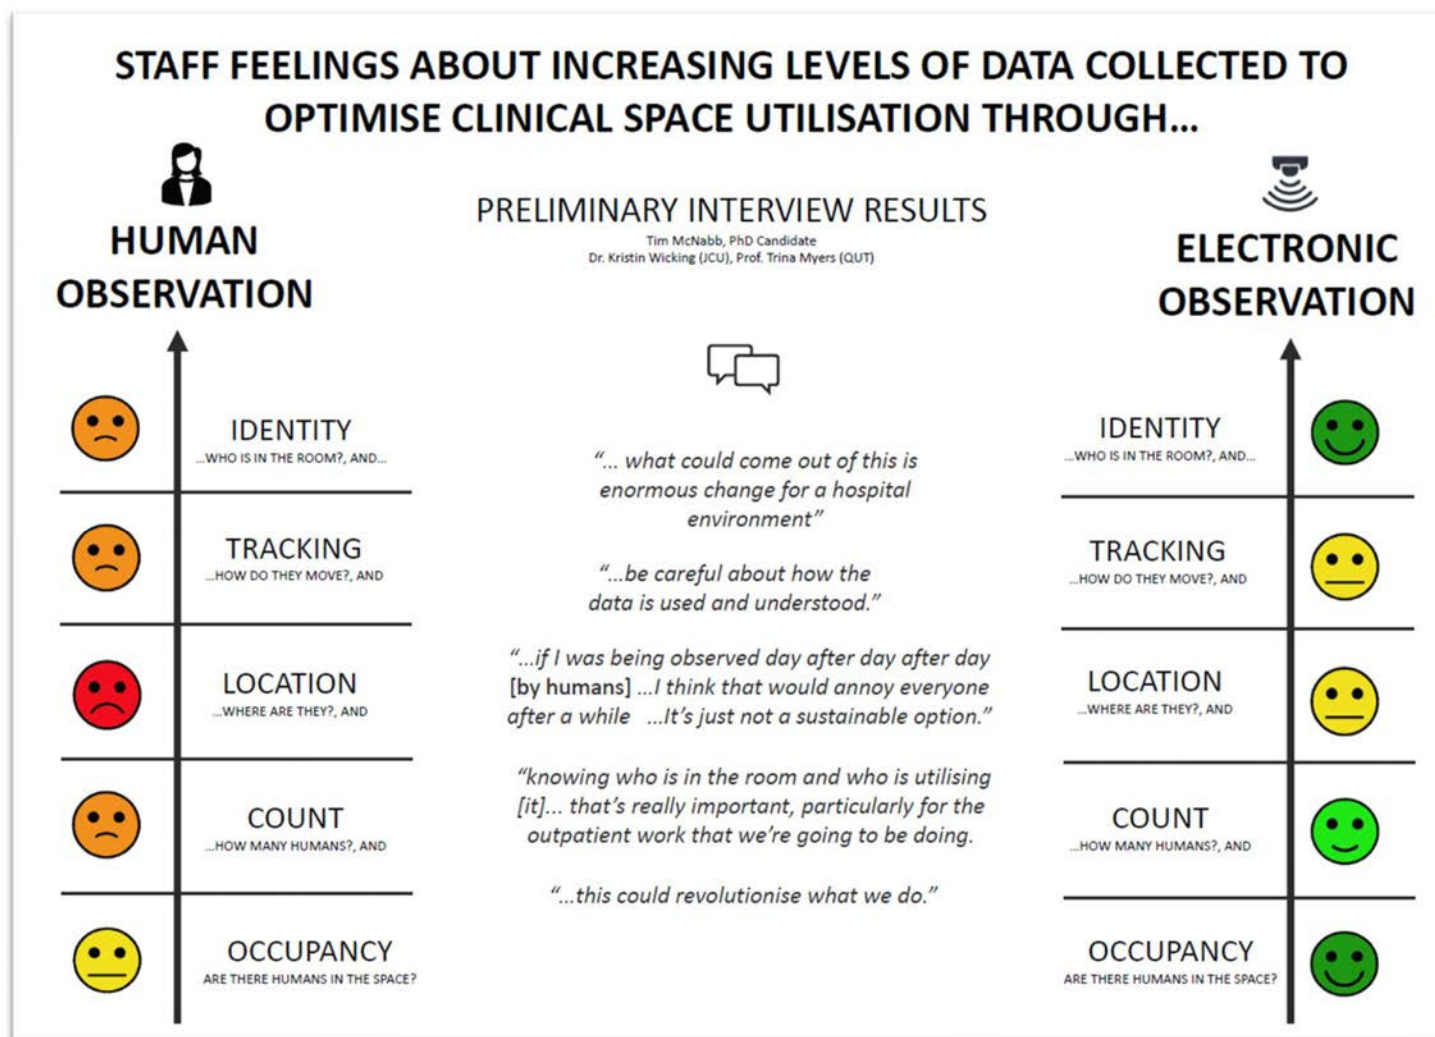 STAFF FEELINGS ABOUT INCREASING LEVELS OF DATA COLLECTED TO
OPTIMISE CLINICAL SPACE UTILISATION THROUGH...
HUMAN
OBSERVATION
IDENTITY
...WHO IS IN THE ROOM?, AND...
TRACKING
...HOW DO THEY MOVE?, AND
LOCATION
...WHERE ARE THEY?, AND
COUNT
...HOW MANY HUMANS?, AND
OCCUPANCY
ARE THERE HUMANS IN THE SPACE?
PRELIMINARY INTERVIEW RESULTS
Tim McNabb, PhD Candidate
Dr. Kristin Wicking (JCU), Prof. Trina Myers (QUT)
“... what could come out of this is
enormous change for a hospital
environment”
“...be careful about how the
data is used and understood.”
“...if I was being observed day after day after day
[by humans] ...I think that would annoy everyone
after a while ...It’s just not a sustainable option.”
“knowing who is in the room and who is utilising
[it]... that’s really important, particularly for the
outpatient work that we’re going to be doing.
“...this could revolutionise what we do.”
ELECTRONIC
OBSERVATION
IDENTITY
...WHO IS IN THE ROOM?, AND...
TRACKING
...HOW DO THEY MOVE?, AND
LOCATION
...WHERE ARE THEY?, AND
COUNT
...HOW MANY HUMANS?, AND
OCCUPANCY
ARE THERE HUMANS IN THE SPACE?